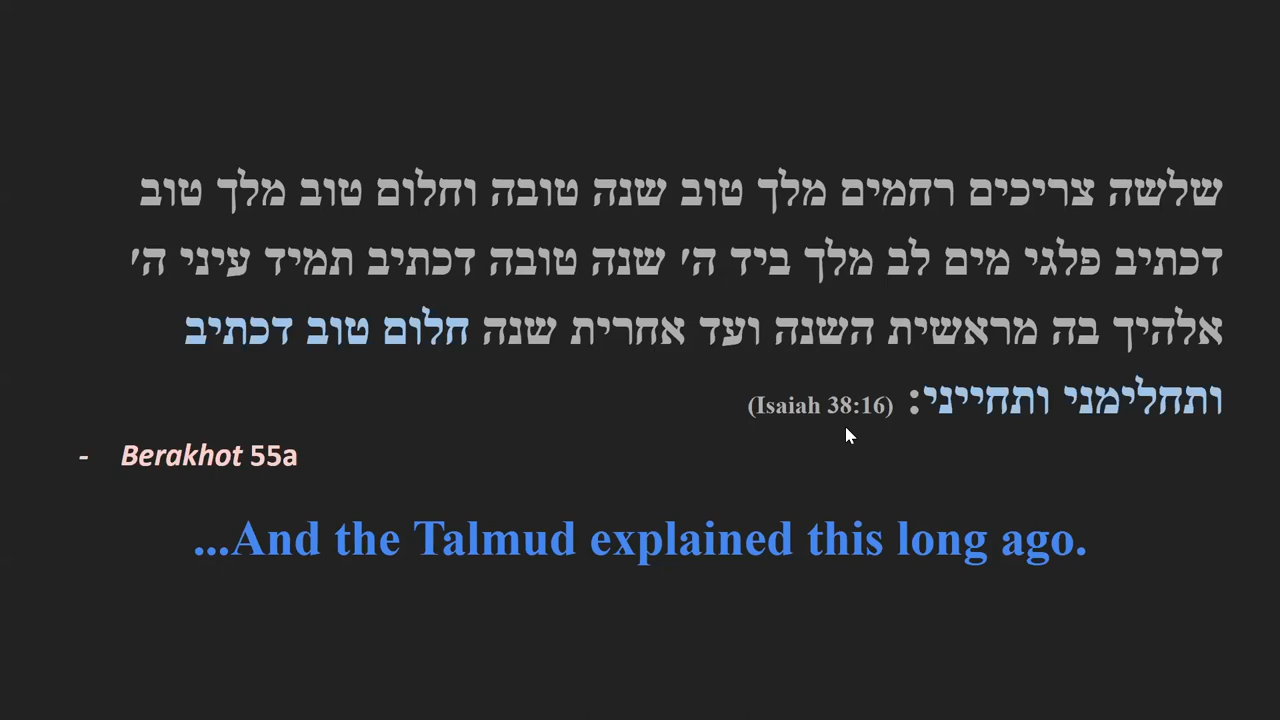 שלשה צריכים רחמים מלך טוב שנה טובה וחלום טוב מלך טוב
דכתיב פלגי מים לב מלך ביד ה׳ שנה טובה דכתיב תמיד עיני ה׳
אלהיך בה מראשית השנה ועד אחרית שנה חלום טוב דכתיב
ותחלימני ותחייני: (Isaiah 38:16)
- Berakhot 55a
...And the Talmud explained this long ago.